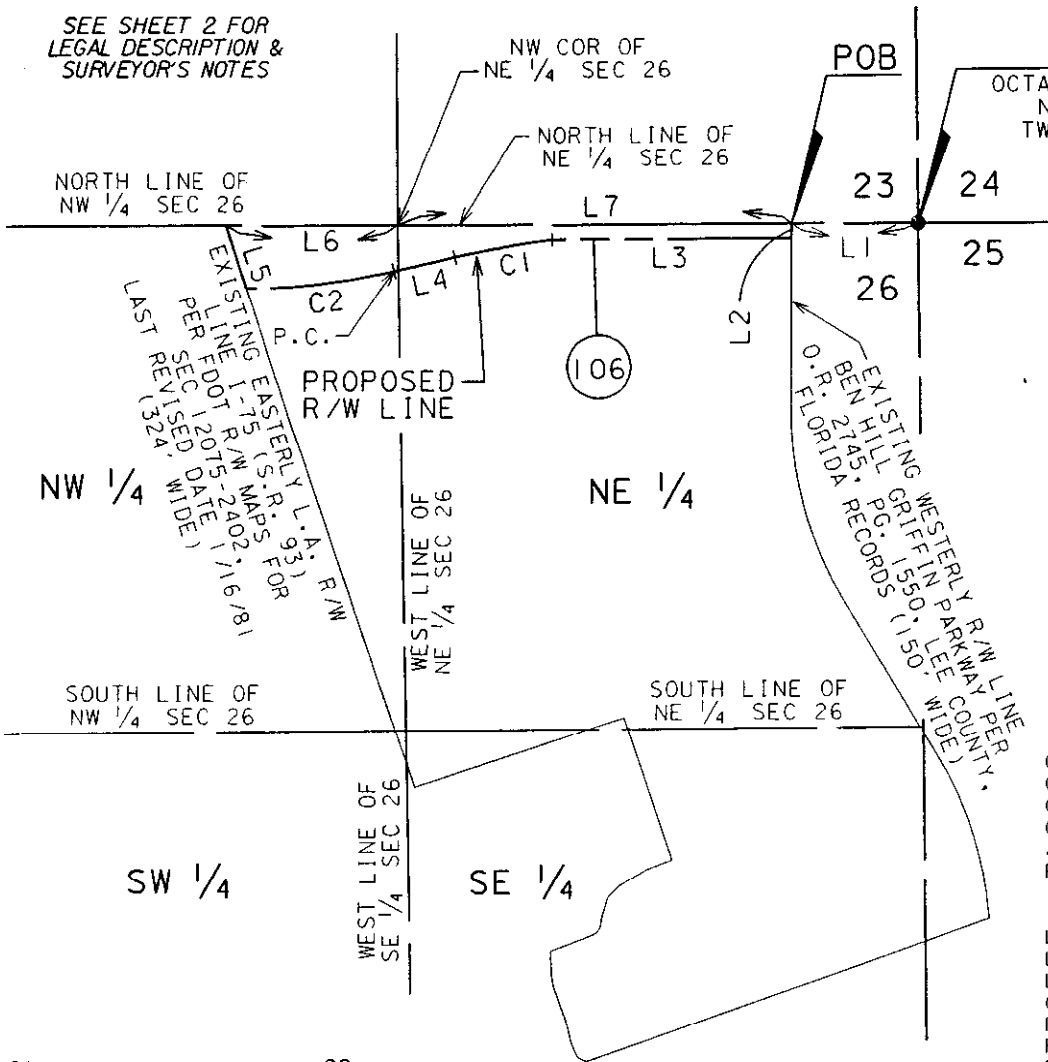 SEE SHEET 2 FOR
LEGAL DESCRIPTION &
SURVEYOR'S NOTES
NW COR OF
NE 1/4 SEC 26
POB
OCTA
N
TW
NORTH LINE OF
NE 1/4 SEC 26
NORTH LINE OF
NW 1/4 SEC 26
23
24
L7
L6
L1
25
L5
C1
L3
26
L4
C2
L2
P.C.
106
PROPOSED
R/W LINE
EXISTING EASTERLY L.A. R/W
LINE I-75 (S.R. 93)
PER FDOT R/W MAPS FOR
SEC 12075-2402,
LAST REVISED DATE 1/16/81
(324' WIDE)
EXISTING WESTERLY R/W LINE
BEN HILL GRIFFIN PARKWAY PER
O.R. 2745, PG. 1550, LEE COUNTY,
FLORIDA RECORDS (150' WIDE)
NW 1/4
NE 1/4
WEST LINE OF
NE 1/4 SEC 26
SOUTH LINE OF
NW 1/4 SEC 26
SOUTH LINE OF
NE 1/4 SEC 26
SW 1/4
WEST LINE OF
SE 1/4 SEC 26
SE 1/4